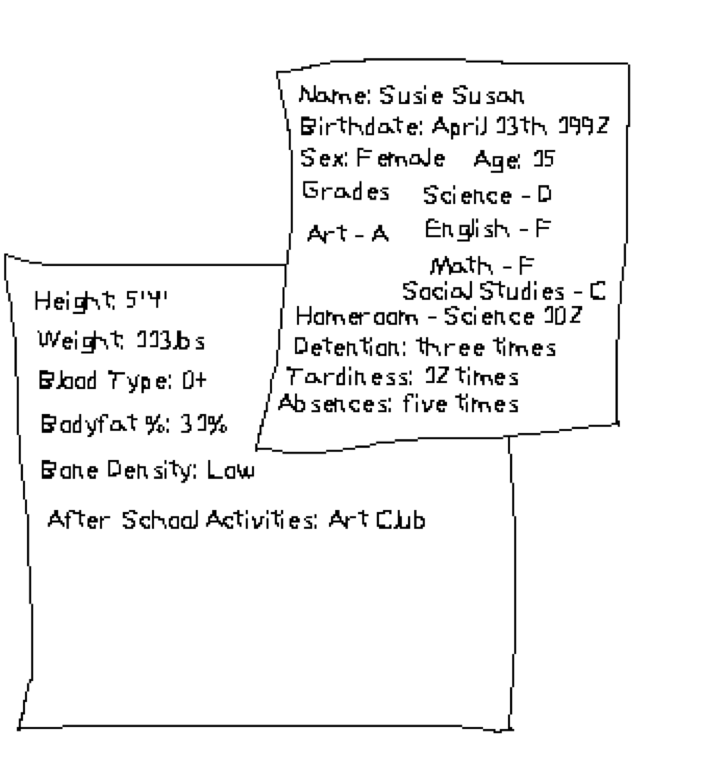 Name: Susie Susan
Birthdate: April 13th 1992
Sex: Female Age: 15
Grades Science - D
Art - A English - F
Math - F
Social Studies - C
Homeroom - Science 102
Detention: three times
Tardiness: 12 times
Absences: five times
Height: 5'4'
Weight: 113lbs
Blood Type: O+
Bodyfat %: 31%
Bone Density: Low
After School Activities: Art Club